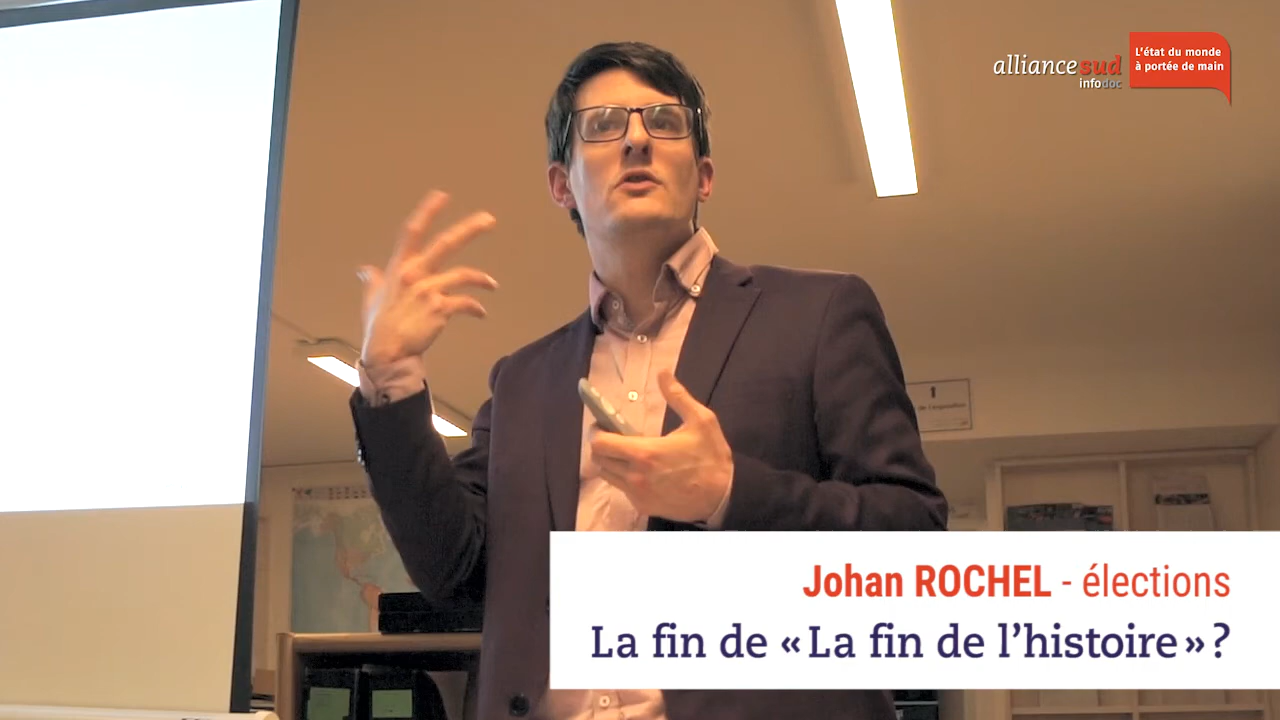 alliancesud
infodoc
L'état du monde
à portée de main
Johan ROCHEL - élections
La fin de « La fin de l'histoire » ?